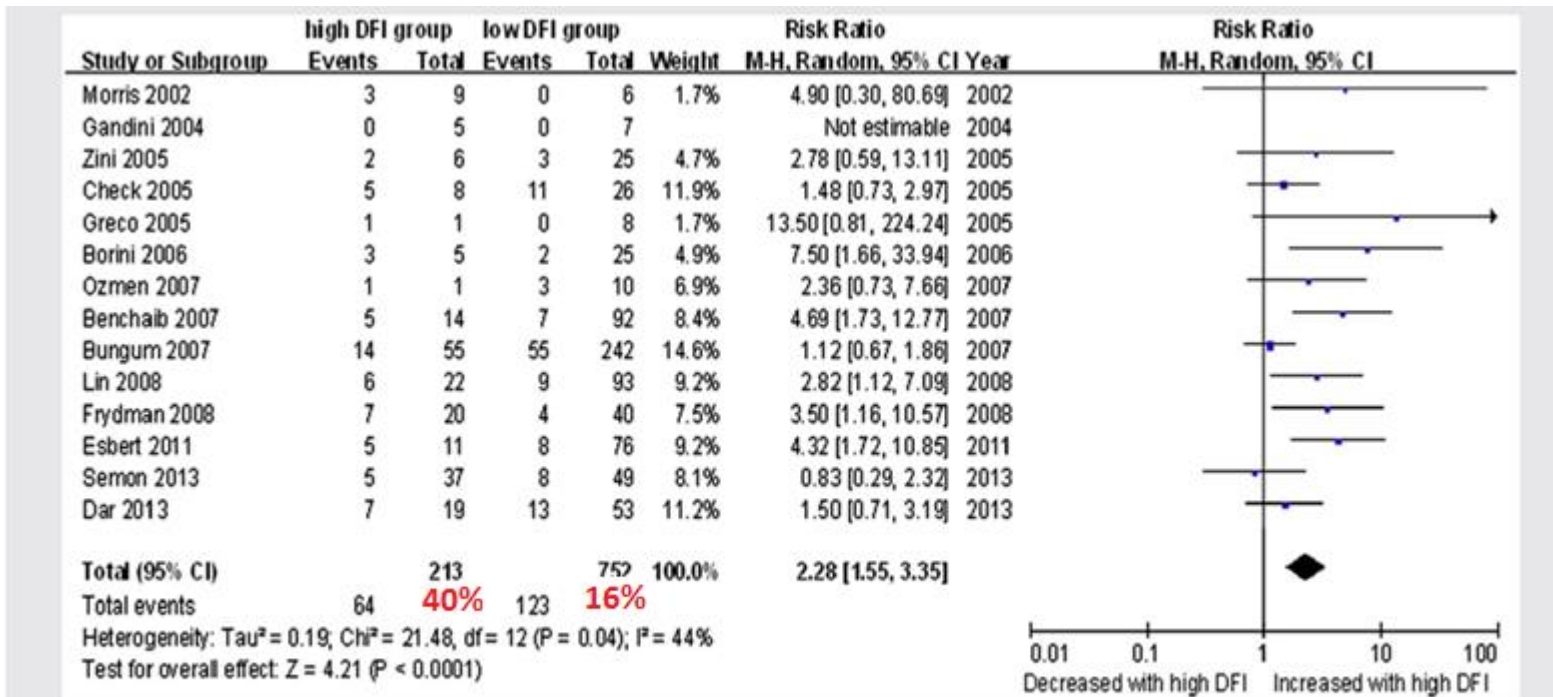 high DFI group low DFI group Risk Ratio Risk Ratio
Study or Subgroup Events Total Events Total Weight M-H, Random, 95% CI Year M-H, Random, 95% CI
Morris 2002 3 9 0 6 1.7% 4.90 [0.30, 80.69] 2002
Gandini 2004 0 5 0 7 Not estimable 2004
Zini 2005 2 6 3 25 4.7% 2.78 [0.59, 13.11] 2005
Check 2005 5 8 11 26 11.9% 1.48 [0.73, 2.97] 2005
Greco 2005 1 1 0 8 1.7% 13.50 [0.81, 224.24] 2005
Borini 2006 3 5 2 25 4.9% 7.50 [1.66, 33.94] 2006
Ozmen 2007 1 1 3 10 6.9% 2.36 [0.73, 7.66] 2007
Benchaib 2007 5 14 7 92 8.4% 4.69 [1.73, 12.77] 2007
Bungum 2007 14 55 55 242 14.6% 1.12 [0.67, 1.86] 2007
Lin 2008 6 22 9 93 9.2% 2.82 [1.12, 7.09] 2008
Frydman 2008 7 20 4 40 7.5% 3.50 [1.16, 10.57] 2008
Esbert 2011 5 11 8 76 9.2% 4.32 [1.72, 10.85] 2011
Semon 2013 5 37 8 49 8.1% 0.83 [0.29, 2.32] 2013
Dar 2013 7 19 13 53 11.2% 1.50 [0.71, 3.19] 2013
Total (95% CI) 213 752 100.0% 2.28 [1.55, 3.35]
Total events 64 40% 123 16%
Heterogeneity: Tau² = 0.19; Chi² = 21.48, df = 12 (P = 0.04); I² = 44%
Test for overall effect: Z = 4.21 (P < 0.0001)
0.01 0.1 1 10 100
Decreased with high DFI Increased with high DFI